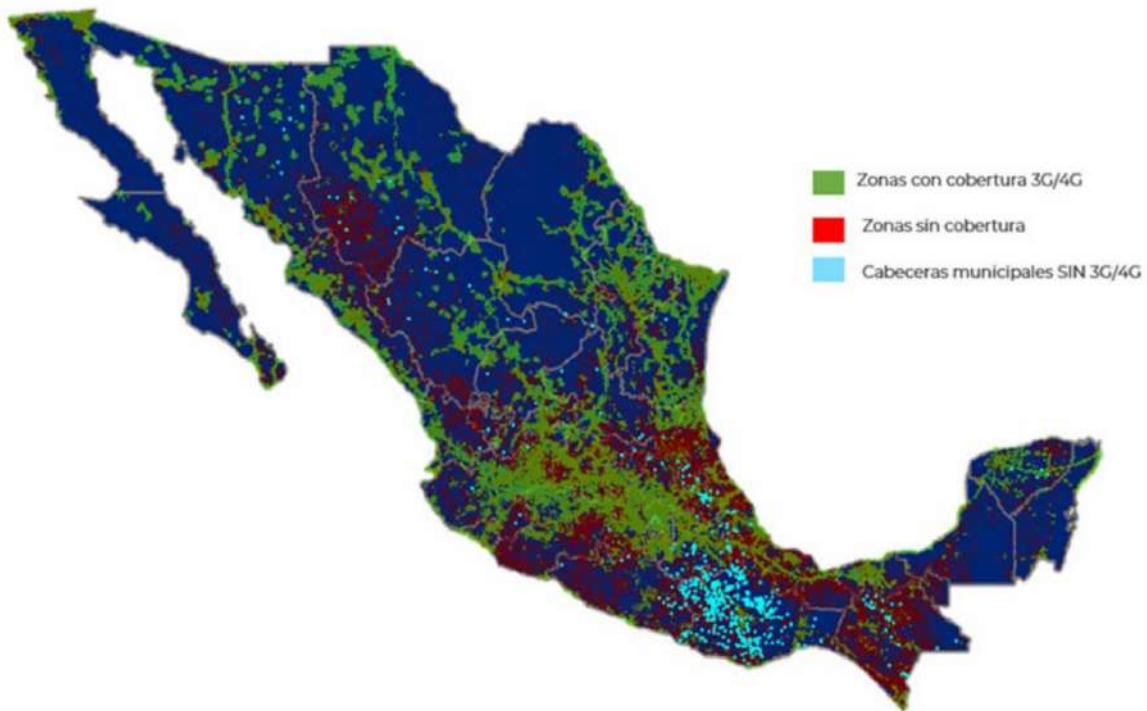 Zonas con cobertura 3G/4G
Zonas sin cobertura
Cabeceras municipales SIN 3G/4G